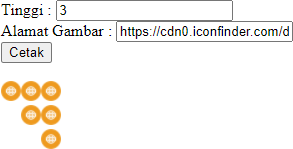 Tinggi : 3
Alamat Gambar : https://cdn0.iconfinder.com/d
Cetak